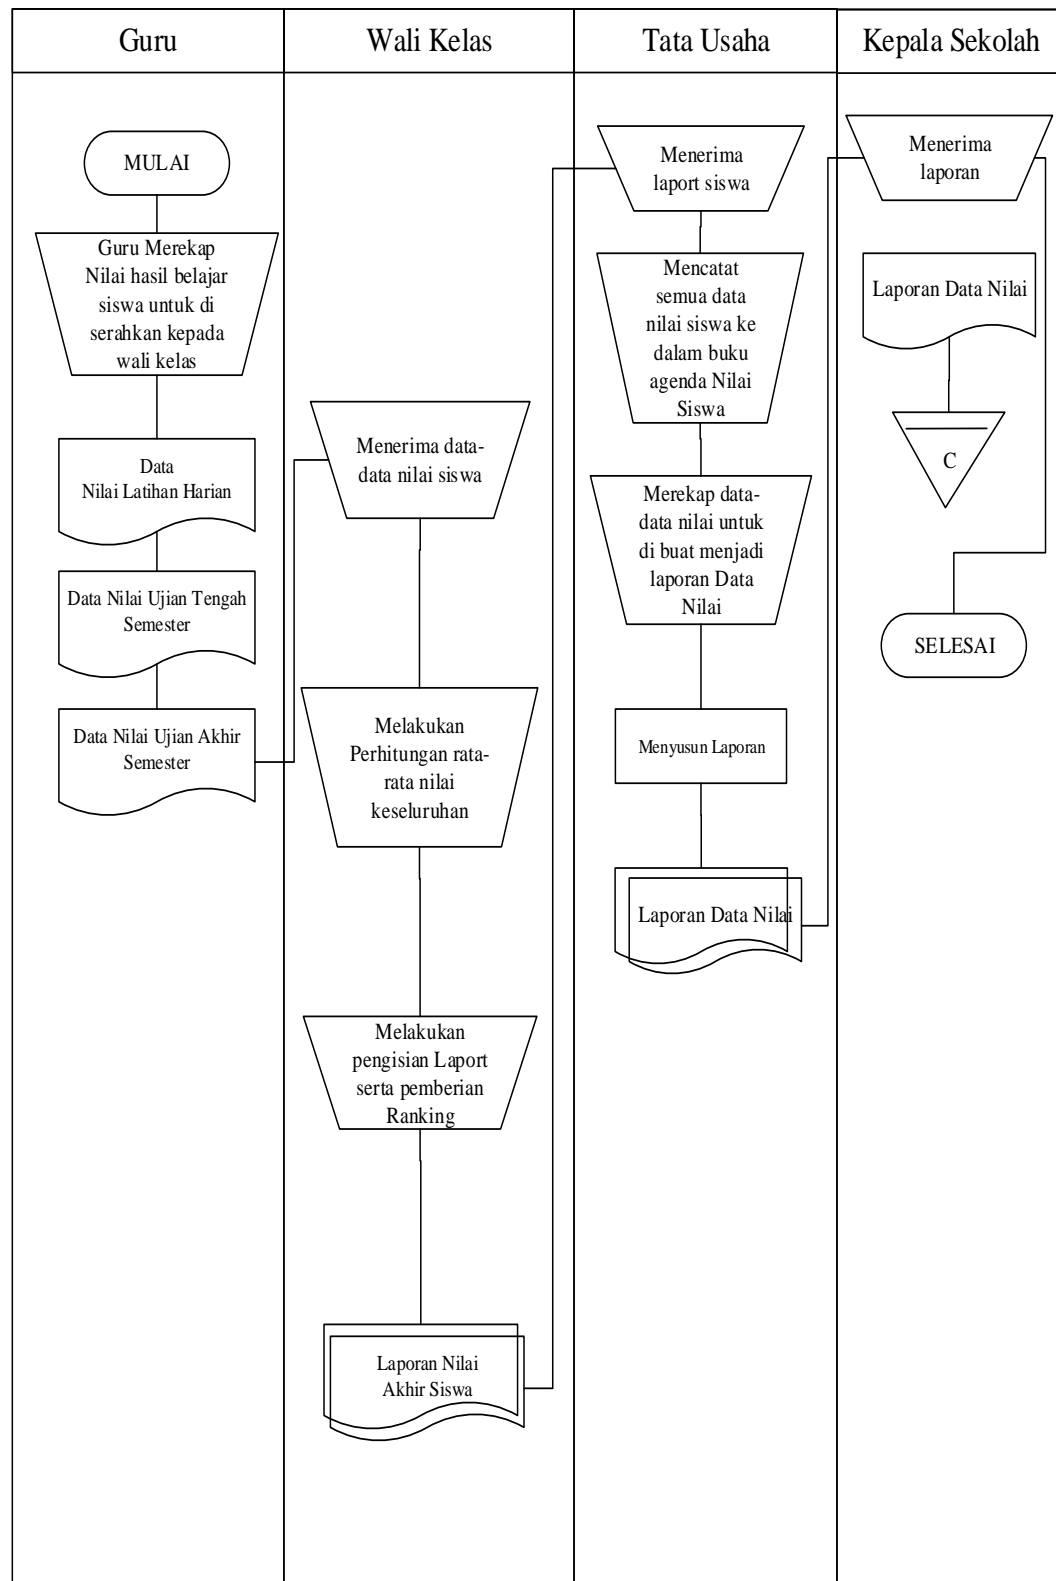 Guru
Wali Kelas
Tata Usaha
Kepala Sekolah
MULAI
Guru Merekap
Nilai hasil belajar
siswa untuk di
serahkan kepada
wali kelas
Data
Nilai Latihan Harian
Data Nilai Ujian Tengah
Semester
Data Nilai Ujian Akhir
Semester
Menerima data-
data nilai siswa
Melakukan
Perhitungan rata-
rata nilai
keseluruhan
Melakukan
pengisian Laport
serta pemberian
Ranking
Laporan Nilai
Akhir Siswa
Menerima
laport siswa
Mencatat
semua data
nilai siswa ke
dalam buku
agenda Nilai
Siswa
Merekap data-
data nilai untuk
di buat menjadi
laporan Data
Nilai
Menyusun Laporan
Laporan Data Nilai
Menerima
laporan
Laporan Data Nilai
C
SELESAI